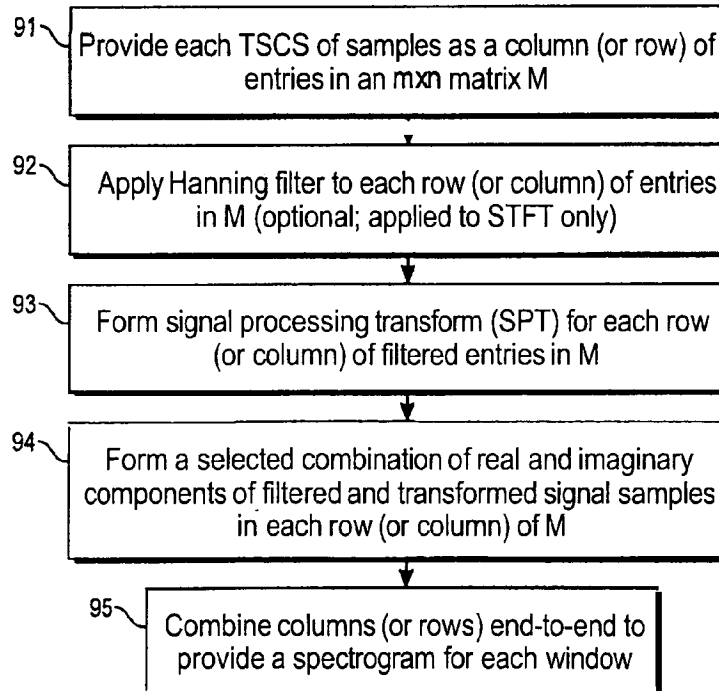 91
Provide each TSCS of samples as a column (or row) of
entries in an mxn matrix M
92
Apply Hanning filter to each row (or column) of entries
in M (optional; applied to STFT only)
93
Form signal processing transform (SPT) for each row
(or column) of filtered entries in M
94
Form a selected combination of real and imaginary
components of filtered and transformed signal samples
in each row (or column) of M
95
Combine columns (or rows) end-to-end to
provide a spectrogram for each window